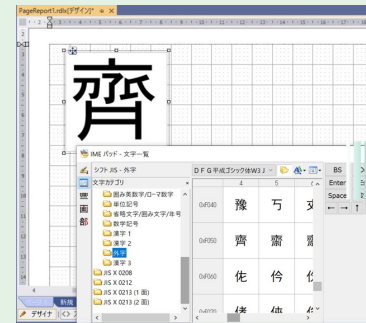 PageReport1.rdlx[デザイン]*
齊
IME パッド - 文字一覧
シフト JIS - 外字
DFG平成ゴシック体W3 J
BS
文字カテゴリ
4
5
Enter
囲み英数字/ローマ数字
単位記号
省略文字/囲み文字/年号
数学記号
漢字 1
漢字 2
外字
漢字 3
JIS X 0208
JIS X 0212
JIS X 0213 (1 面)
JIS X 0213 (2 面)
Space
0xF040
豫
万
0xF050
齊
齋
0xF060
伲
伶
0xF070
新規
デザイナ